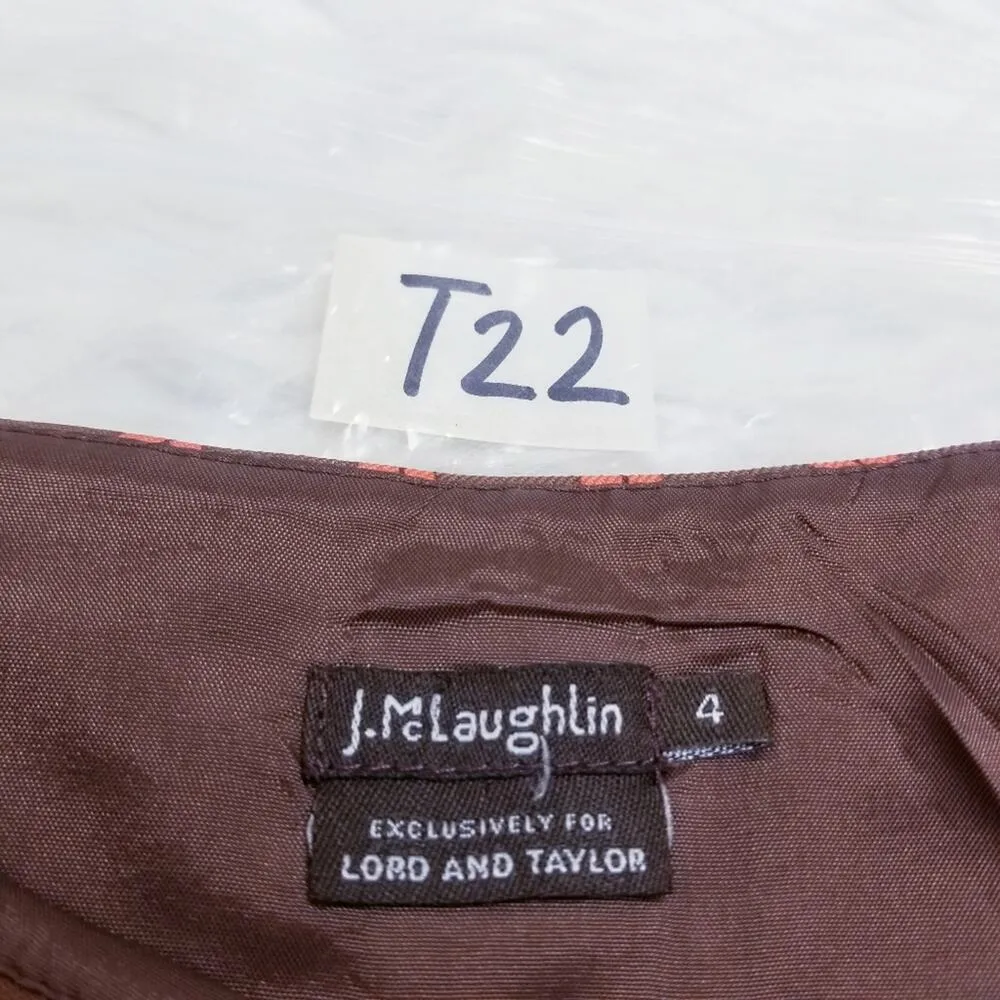 T22
J.McLaughlin
4
EXCLUSIVELY FOR
LORD AND TAYLOR